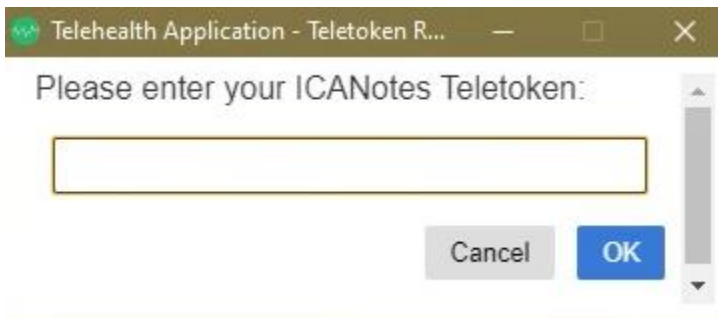 Telehealth Application - Teletoken R...
Please enter your ICANotes Teletoken:
Cancel OK